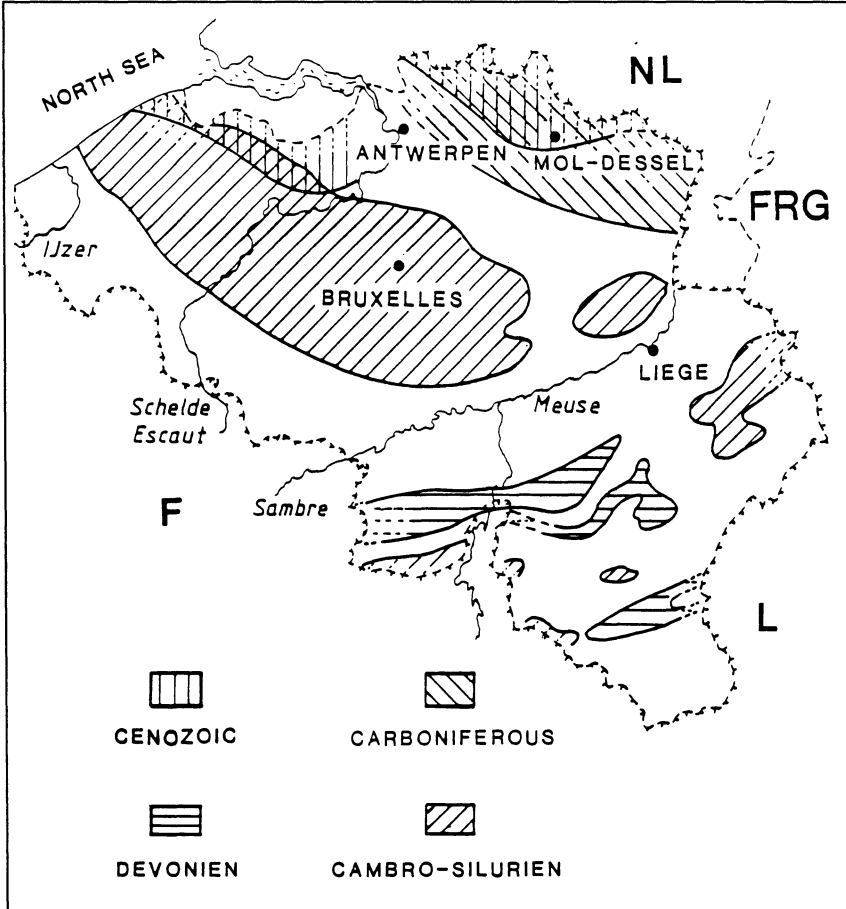 NORTH SEA
NL
ANTWERPEN
MOL-DESSEL
FRG
IJzer
BRUXELLES
LIEGE
Schelde
Escaut
Meuse
Sambre
F
L
CENOZOIC
CARBONIFEROUS
DEVONIEN
CAMBRO-SILURIEN